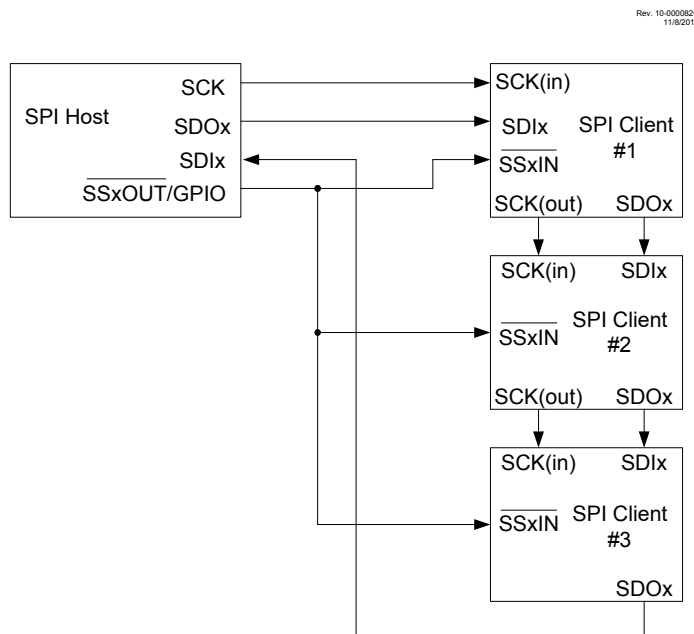 Rev. 10-000082
11/8/201
SPI Host
SCK
SDOx
SDIx
SSxOUT/GPIO
SCK(in)
SDIx
SPI Client
#1
SSxIN
SCK(out) SDOx
SCK(in) SDIx
SPI Client
#2
SSxIN
SCK(out) SDOx
SCK(in) SDIx
SPI Client
#3
SSxIN
SDOx